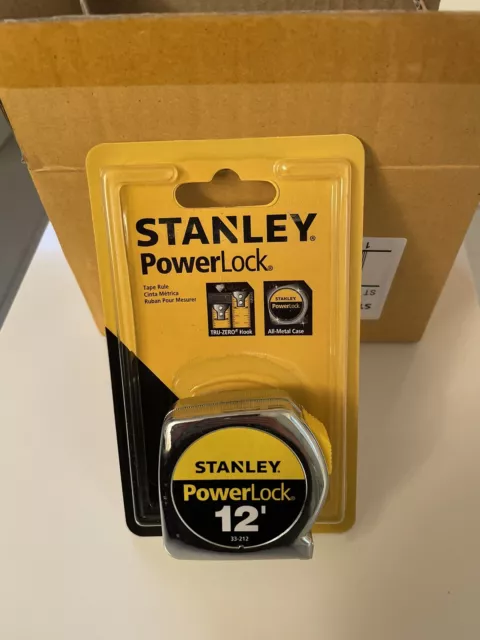 STANLEY®
PowerLock®
Tape Rule
Cinta Métrica
Ruban Pour Mesurer
TRU-ZERO® Hook
STANLEY
PowerLock
All-Metal Case
STANLEY®
PowerLock®
12'
33-212